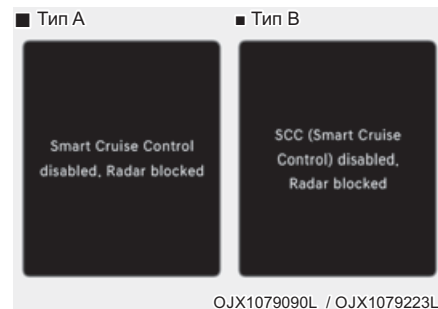 ■ Тип A
■ Тип B
Smart Cruise Control
disabled. Radar blocked
SCC (Smart Cruise
Control) disabled.
Radar blocked
OJX1079090L / OJX1079223L